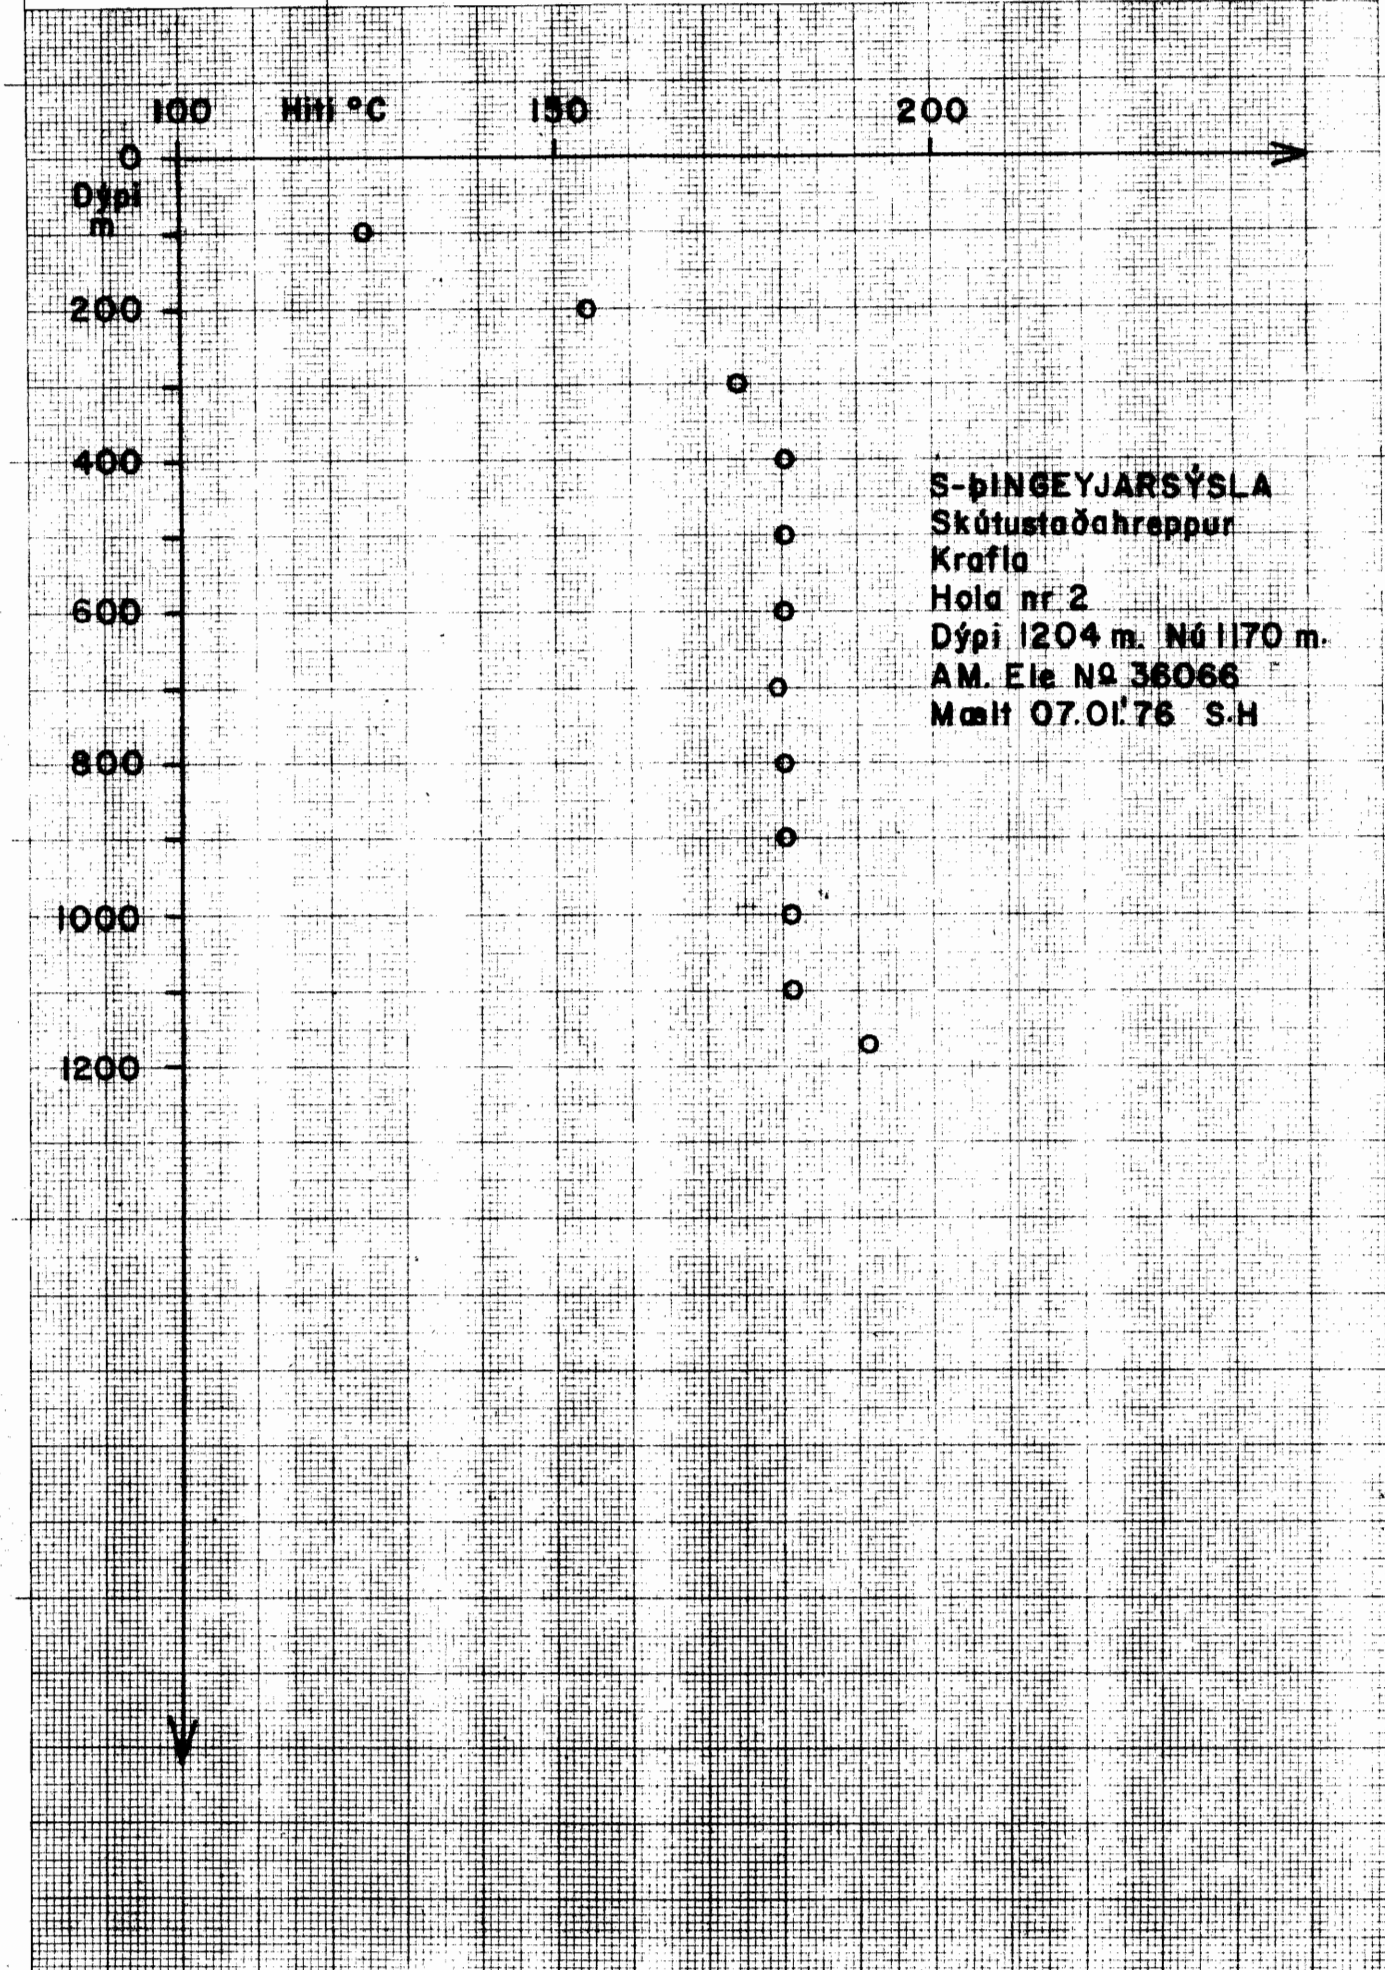 100 Hiti °C 150 200
0
Dýpi
m
200
400
600
800
1000
1200
S-ÞINGEYJARSÝSLA
Skútustaðahreppur
Krafla
Hola nr 2
Dýpi 1204 m. Nú 1170 m.
AM. Ele Nº 36066
Mælt 07.01.'76 S.H